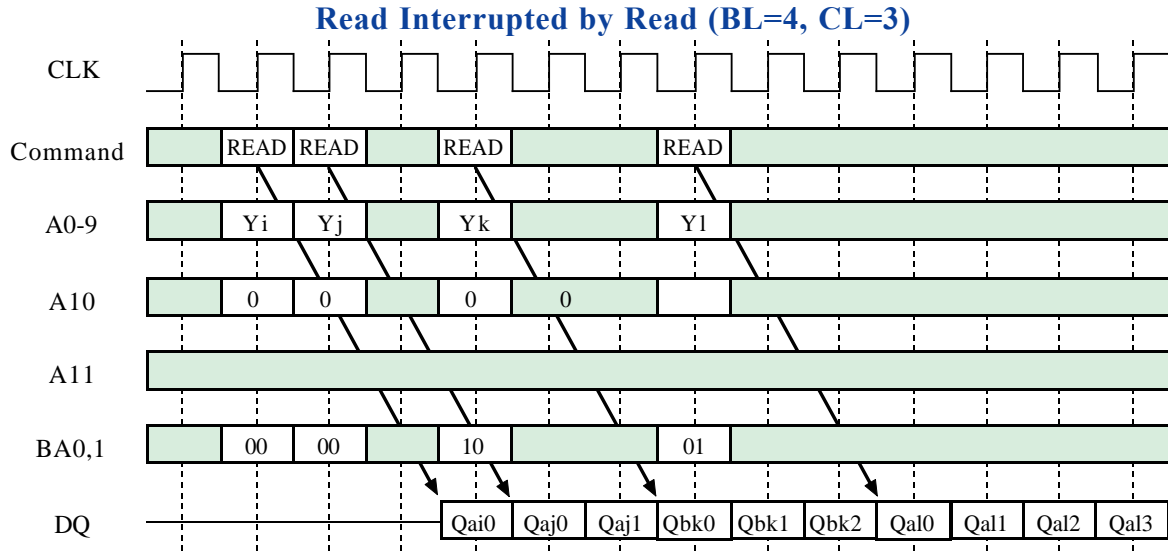 Read Interrupted by Read (BL=4, CL=3)
CLK
Command READ READ READ READ
A0-9 Yi Yj Yk Yl
A10 0 0 0 0
A11
BA0,1 00 00 10 01
DQ Qai0 Qaj0 Qaj1 Qbk0 Qbk1 Qbk2 Qal0 Qal1 Qal2 Qal3